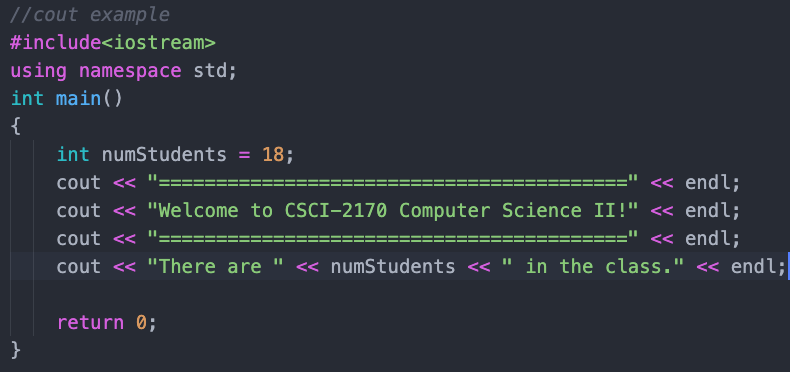 //cout example
#include<iostream>
using namespace std;
int main()
{
    int numStudents = 18;
    cout << "=========================================" << endl;
    cout << "Welcome to CSCI-2170 Computer Science II!" << endl;
    cout << "=========================================" << endl;
    cout << "There are " << numStudents << " in the class." << endl;

    return 0;
}